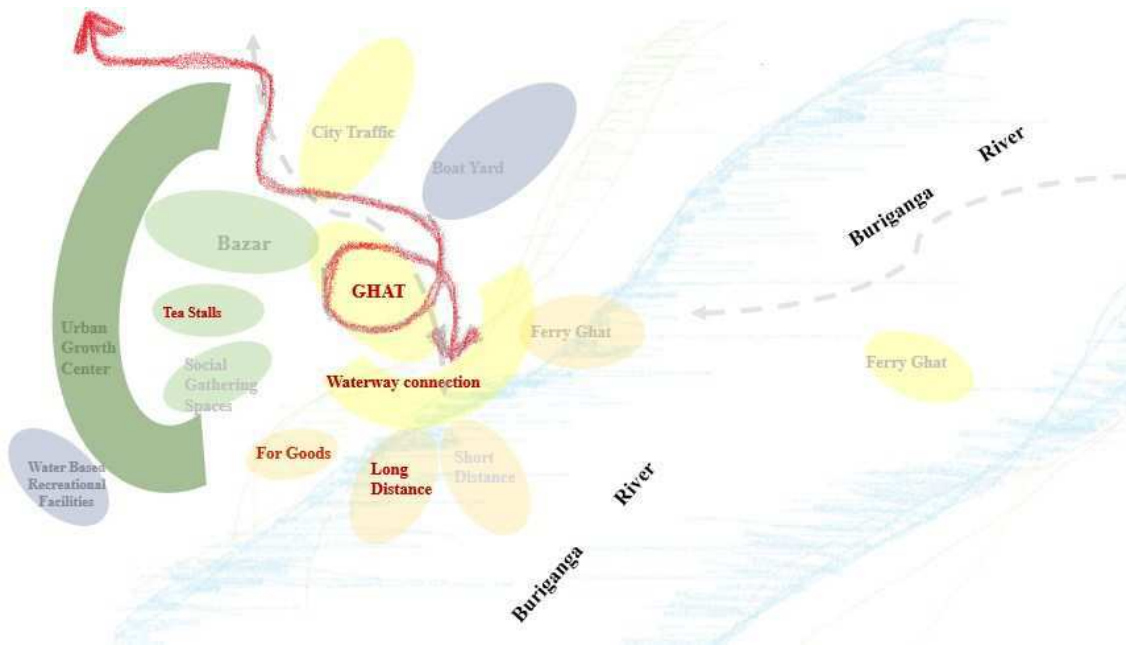 City Traffic
Boat Yard
River
Buriganga
Bazar
GHAT
Tea Stalls
Urban
Growth
Center
Ferry Ghat
Ferry Ghat
Social
Gathering
Spaces
Waterway connection
For Goods
Long
Distance
Short
Distance
Water Based
Recreational
Facilities
River
Buriganga